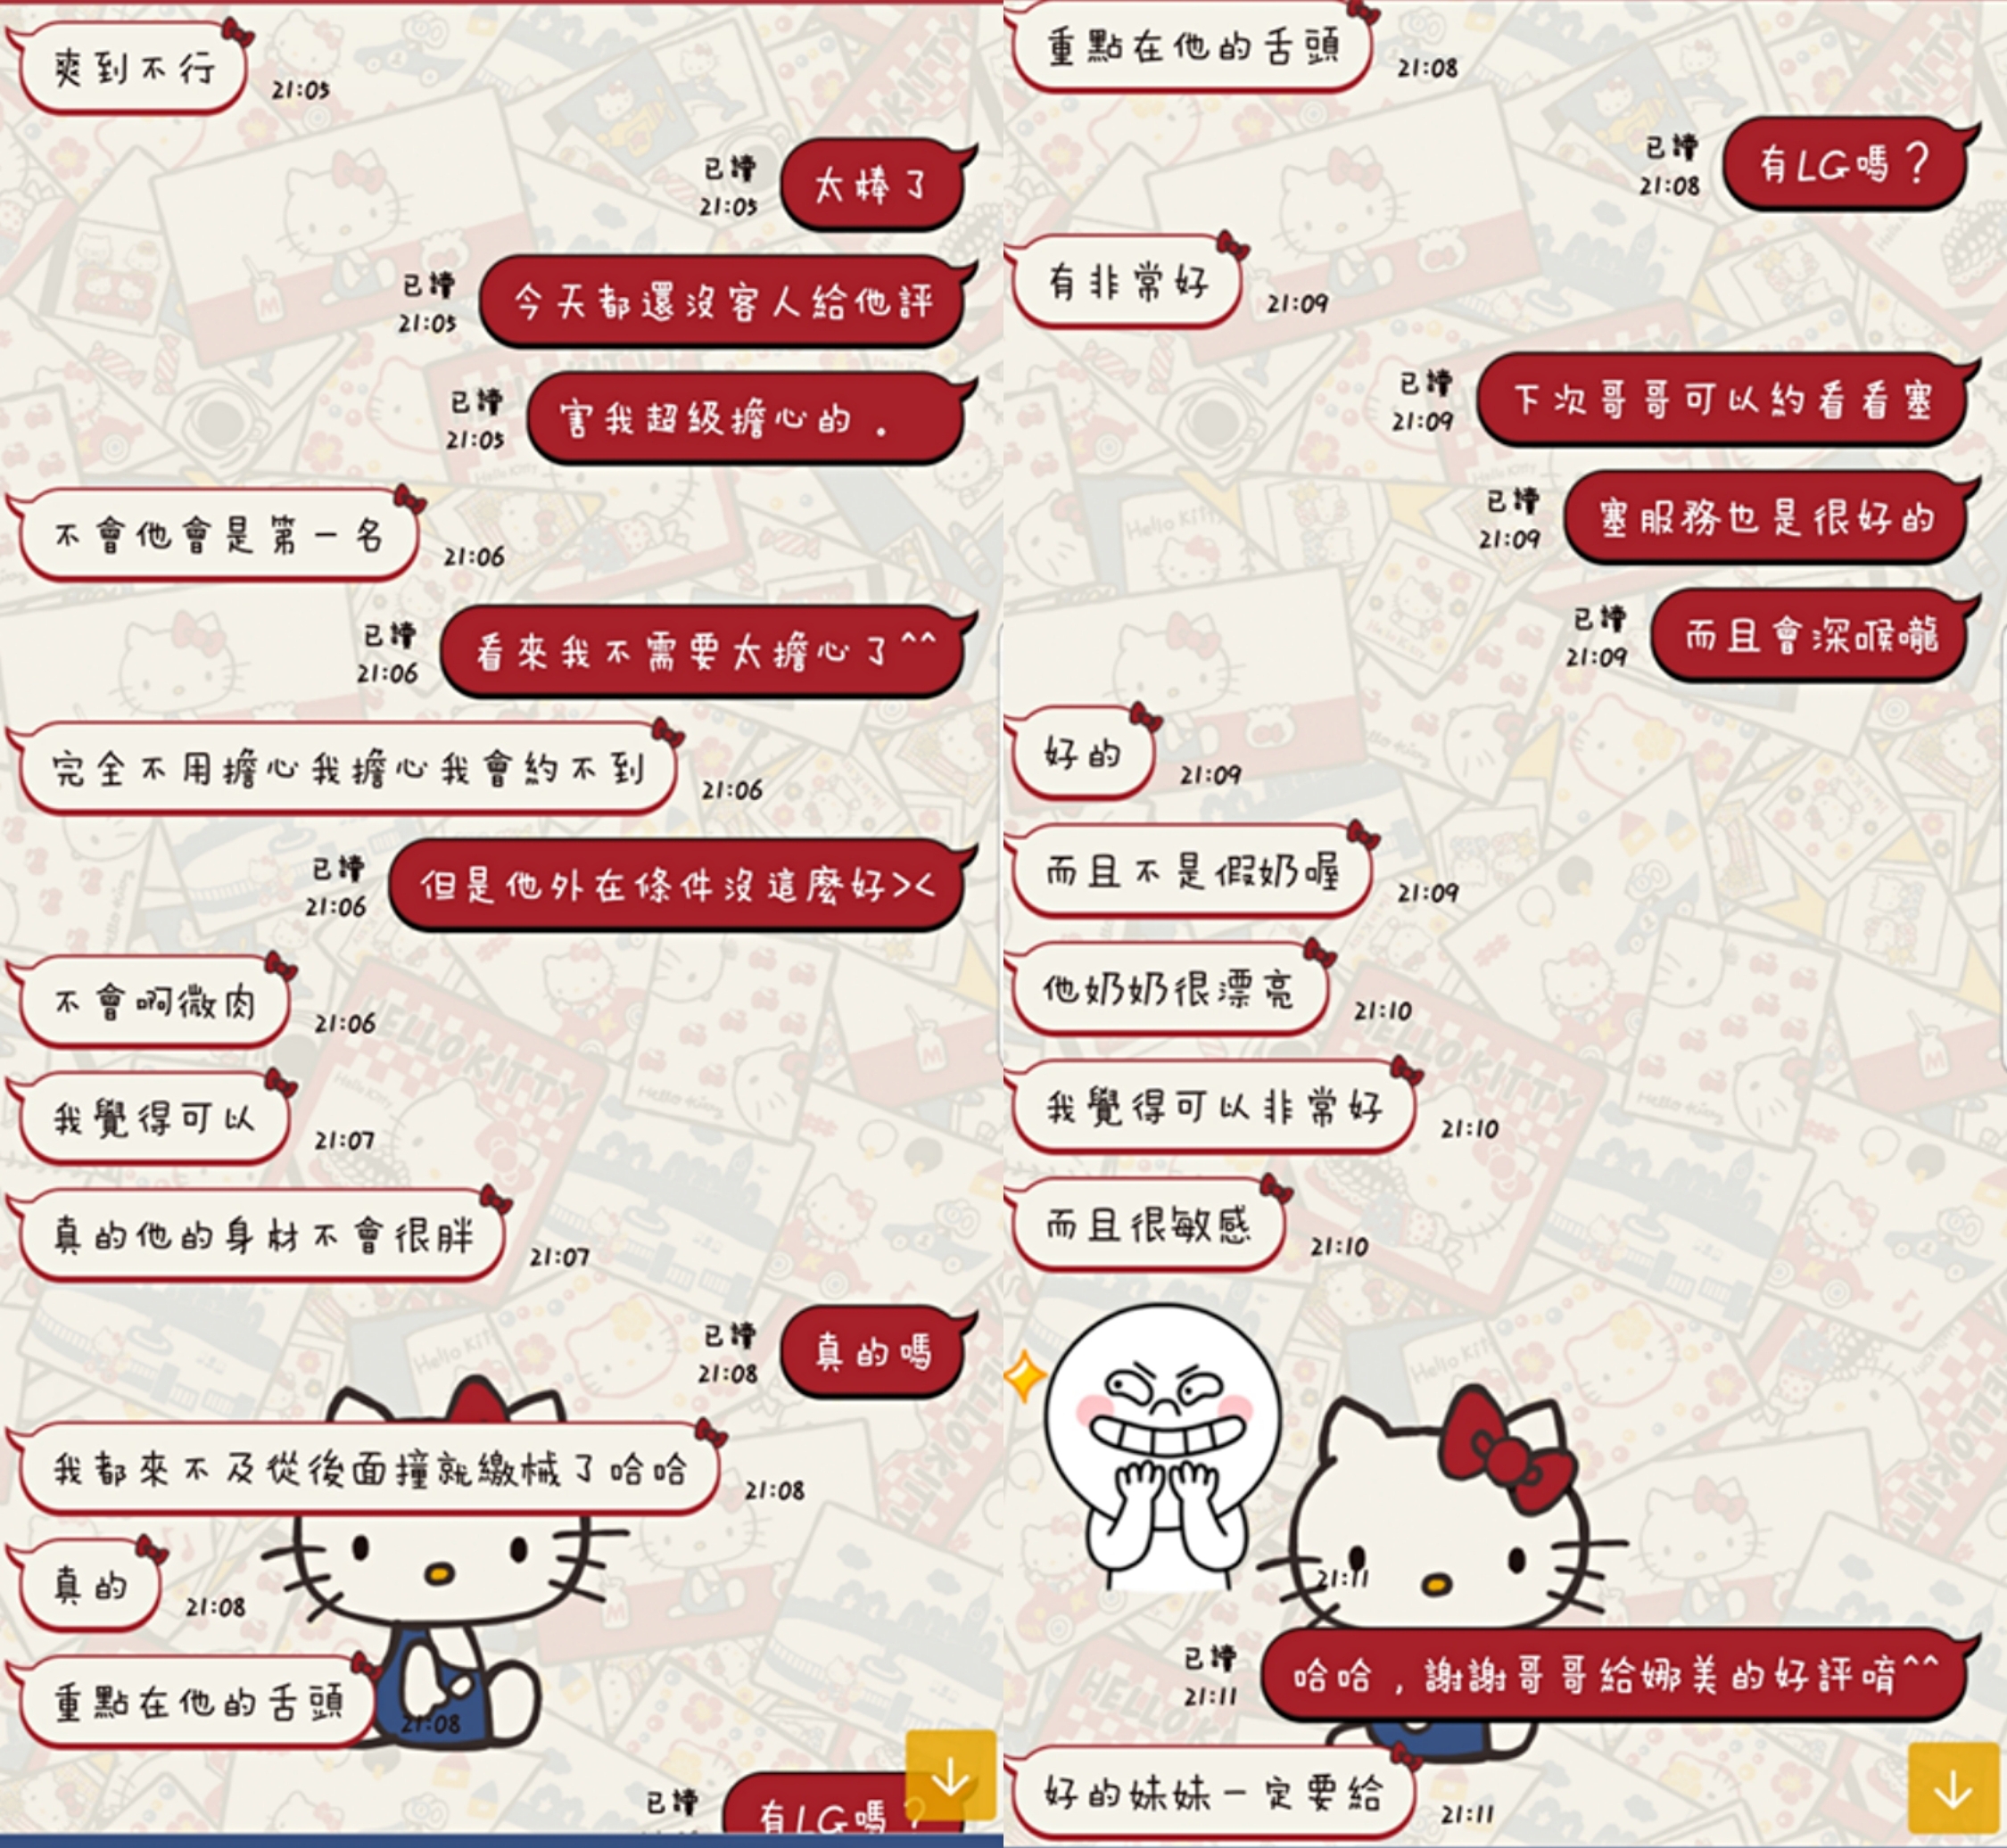 爽到不行
21:05
太棒了
已讀
21:05
今天都還沒客人給他評
已讀
21:05
害我超級擔心的.
已讀
21:05
不會他會是第一名
21:06
看來我不需要太擔心了^^
已讀
21:06
完全不用擔心我擔心我會約不到
21:06
但是他外在條件沒這麼好><
已讀
21:06
不會啊微肉
21:06
我覺得可以
21:07
真的他的身材不會很胖
21:07
真的嗎
已讀
21:08
我都來不及從後面撞就繳械了哈哈
21:08
真的
21:08
重點在他的舌頭
21:08
已讀
有LG嗎?
重點在他的舌頭
21:08
有LG嗎?
已讀
21:08
有非常好
21:09
下次哥哥可以約看看塞
已讀
21:09
塞服務也是很好的
已讀
21:09
而且會深喉嚨
已讀
21:09
好的
21:09
而且不是假奶喔
21:09
他奶奶很漂亮
21:10
我覺得可以非常好
21:10
而且很敏感
21:10
21:11
哈哈,謝謝哥哥給娜美的好評唷^^
已讀
21:11
好的妹妹一定要給
21:11